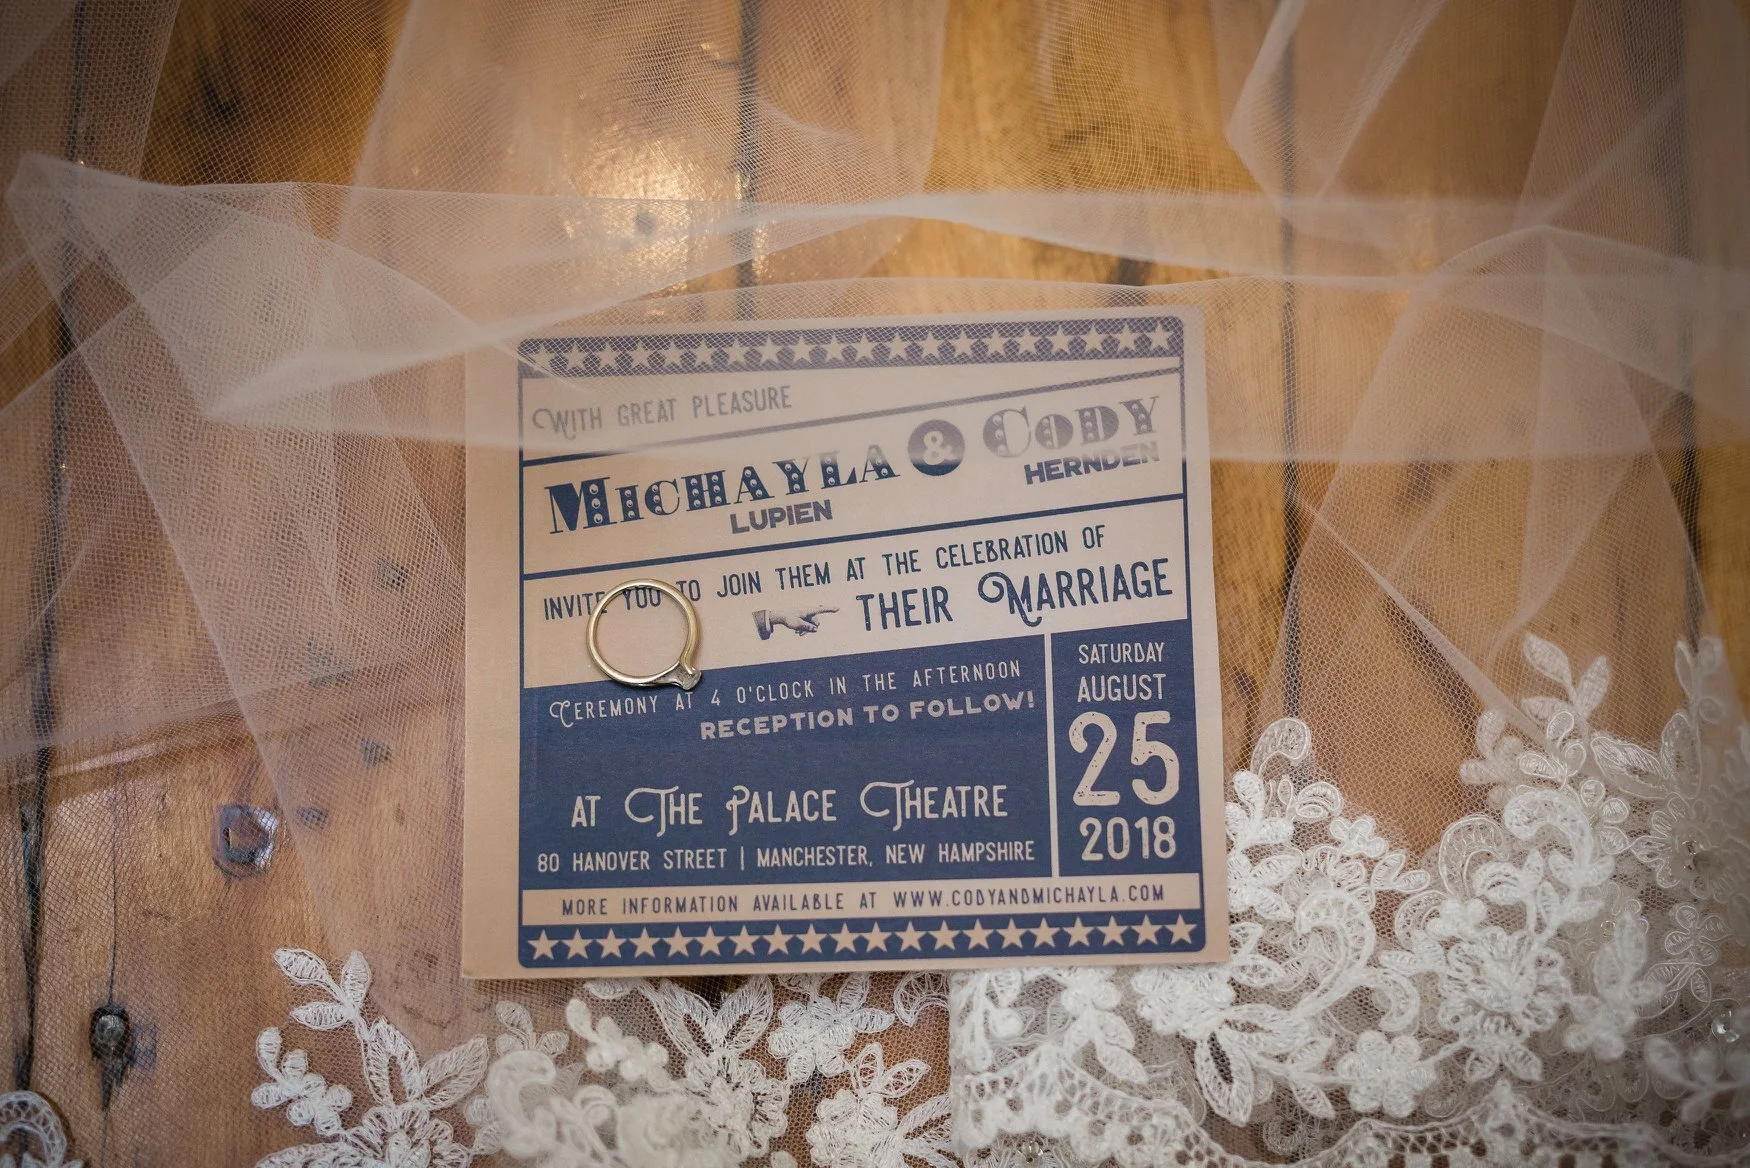 WITH GREAT PLEASURE
MICHAYLA & CODY
LUPIEN HERNDEN
INVITE YOU TO JOIN THEM AT THE CELEBRATION OF
THEIR MARRIAGE
CEREMONY AT 4 O'CLOCK IN THE AFTERNOON
RECEPTION TO FOLLOW!
AT THE PALACE THEATRE
80 HANOVER STREET | MANCHESTER, NEW HAMPSHIRE
SATURDAY
AUGUST
25
2018
MORE INFORMATION AVAILABLE AT WWW.CODYANDMICHAYLA.COM